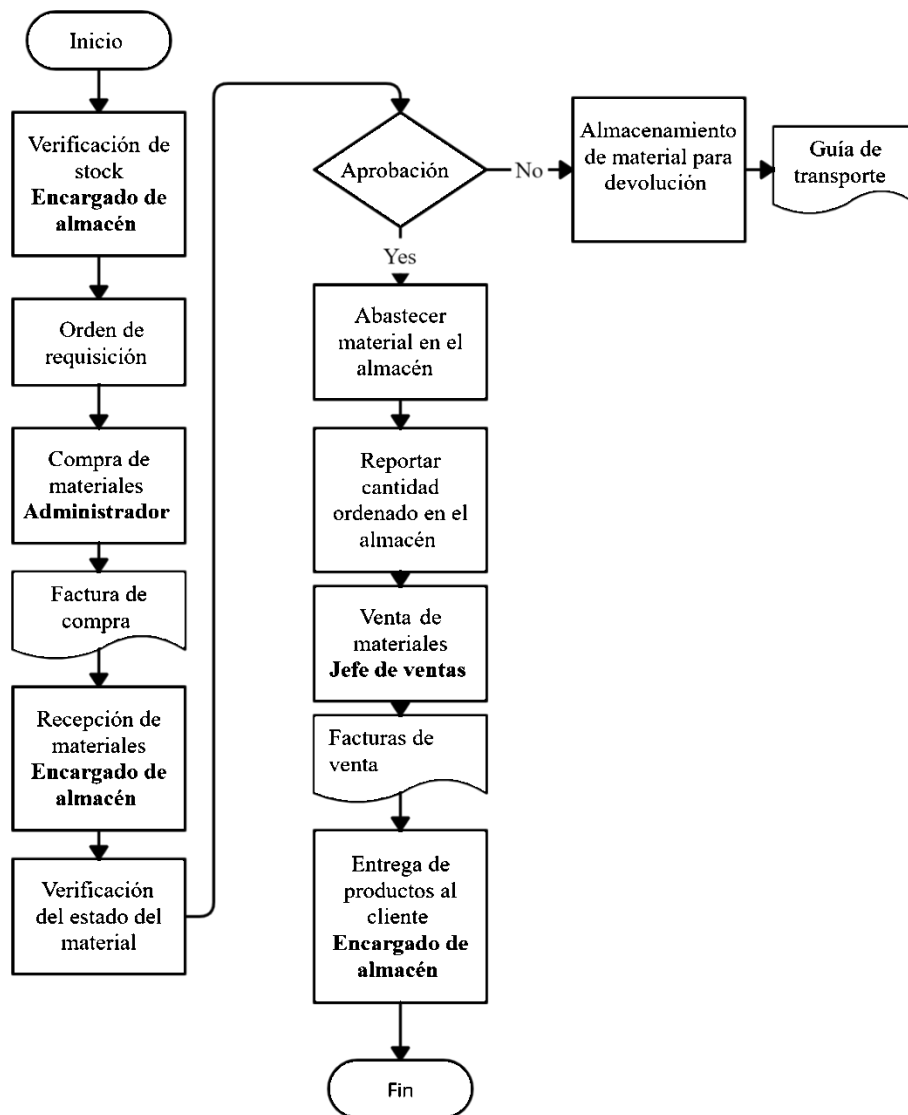 Inicio
Verificación de
stock
Encargado de
almacén
Orden de
requisición
Compra de
materiales
Administrador
Factura de
compra
Recepción de
materiales
Encargado de
almacén
Verificación
del estado del
material
Aprobación
No
Almacenamiento
de material para
devolución
Guía de
transporte
Yes
Abastecer
material en el
almacén
Reportar
cantidad
ordenado en el
almacén
Venta de
materiales
Jefe de ventas
Facturas de
venta
Entrega de
productos al
cliente
Encargado de
almacén
Fin